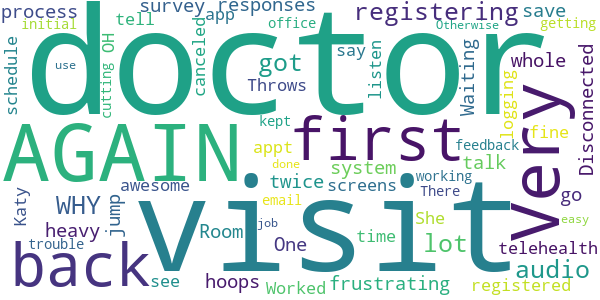 process survey responses registering save
initial tell app office Otherwise getting
schedule cutting OH canceled doctor got say listen Waiting whole
Throws logging Disconnected
AGAIN first kept appt feedback fine very
system talk done
Katy WHY awesome twice screens working There go
jump visit email She
heavy Room One time lot telehealth
trouble job easy
back see hoops Worked frustrating audio registered
use